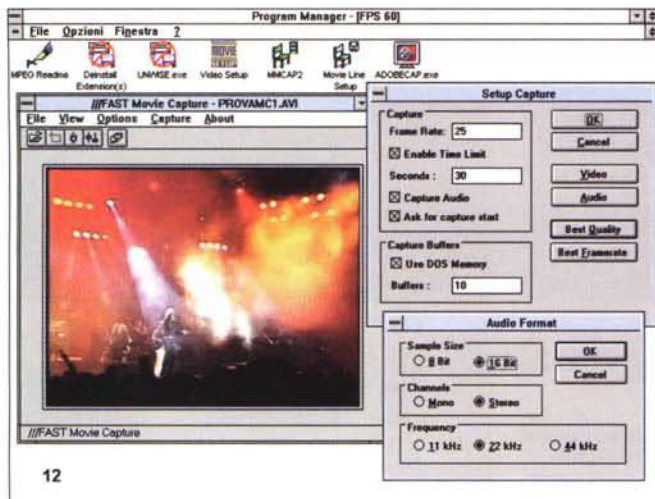 Program Manager - [FPS 60]
File Opzioni Finestra ?
MPEG Readme
Deinstall Extension(s)
UNWISE.exe
Video Setup
MMCAP2
Movie Line Setup
ADOBECAP.exe
///FAST Movie Capture - PROVAMC1.AVI
File View Options Capture About
///FAST Movie Capture
Setup Capture
Capture
Frame Rate: 25
Enable Time Limit
Seconds : 30
Capture Audio
Ask for capture start
Capture Buffers
Use DOS Memory
Buffers : 10
OK
Cancel
Video
Audio
Best Quality
Best Framerate
Audio Format
Sample Size
8 Bit 16 Bit
Channels
Mono Stereo
Frequency
11 kHz 22 kHz 44 kHz
OK
Cancel
12